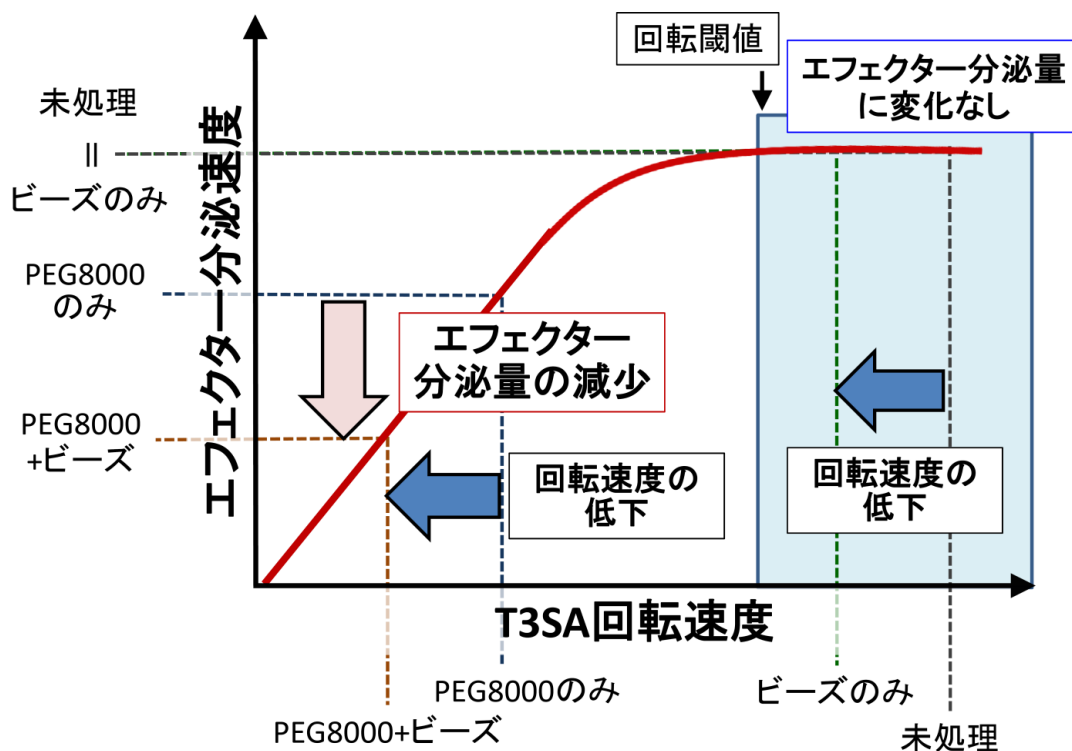 回転閾値
エフェクター分泌量
に変化なし
未処理
=
ビーズのみ
エフェクター分泌速度
PEG8000
のみ
エフェクター
分泌量の減少
PEG8000
+ビーズ
回転速度の
低下
回転速度の
低下
T3SA回転速度
PEG8000のみ
ビーズのみ
PEG8000+ビーズ
未処理